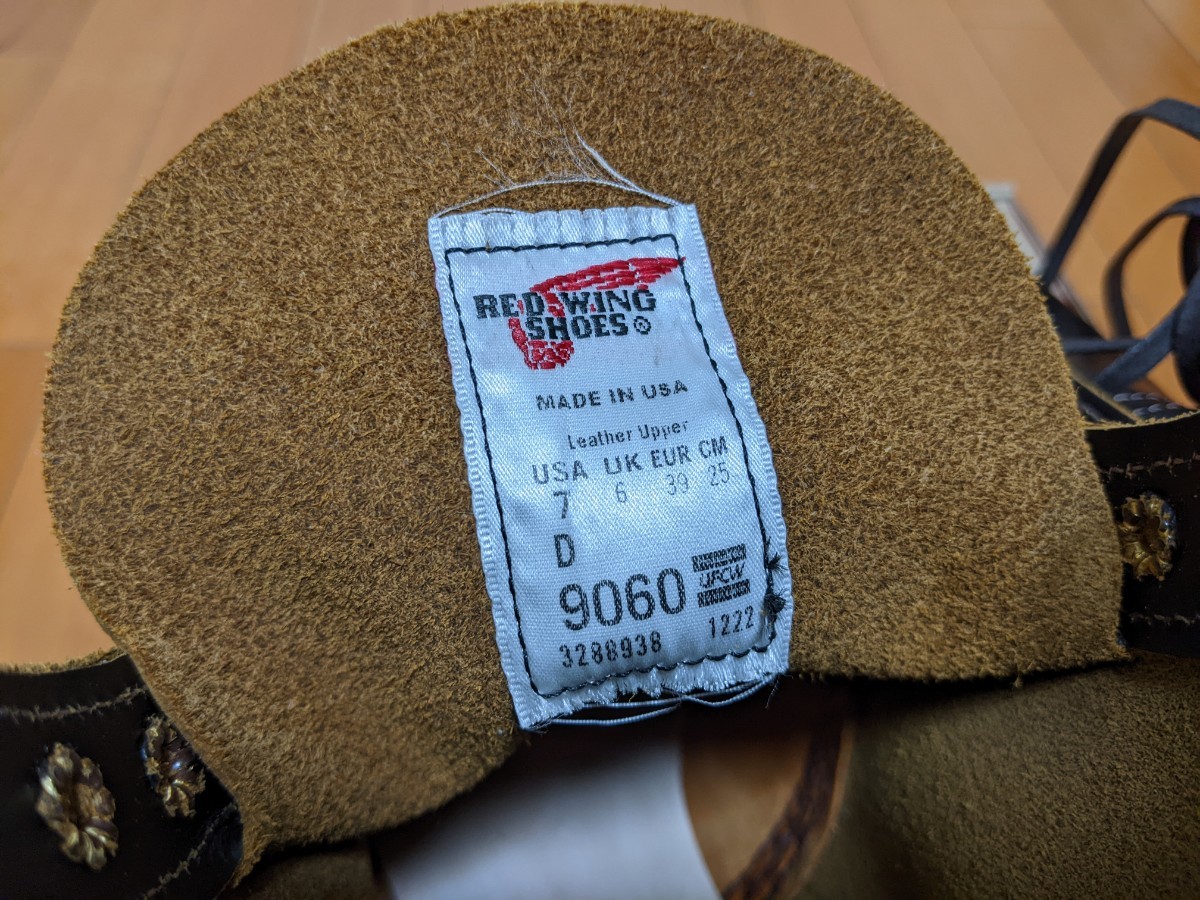 RED WING
SHOES ®
MADE IN USA
Leather Upper
USA UK EUR CM
7 6 39 25
D
9060 UFCW
3288938 1222